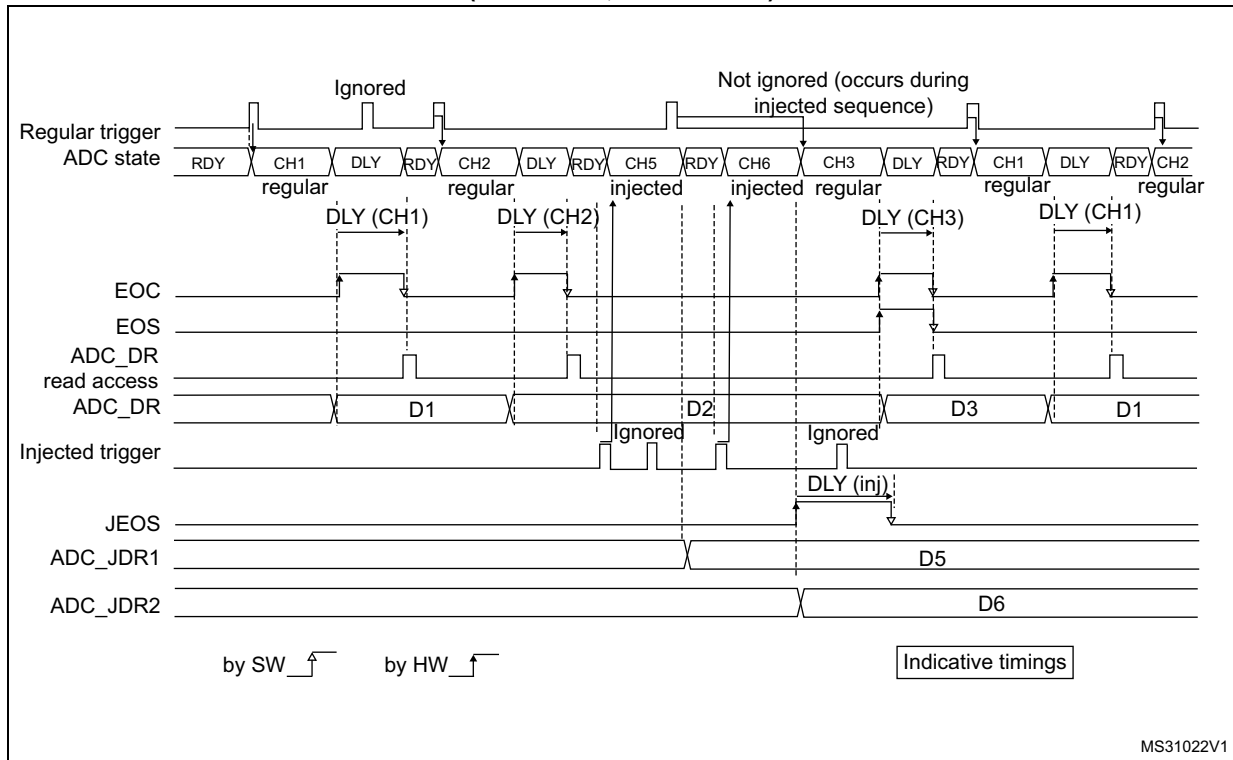 Ignored
Not ignored (occurs during
injected sequence)
Regular trigger
ADC state
RDY CH1 DLY RDY CH2 DLY RDY CH5 RDY CH6 CH3 DLY RDY CH1 DLY RDY CH2
regular regular injected injected regular regular regular
DLY (CH1) DLY (CH2) DLY (CH3) DLY (CH1)
EOC
EOS
ADC_DR
read access
ADC_DR D1 D2 D3 D1
Ignored Ignored
Injected trigger
DLY (inj)
JEOS
ADC_JDR1 D5
ADC_JDR2 D6
by SW by HW Indicative timings
MS31022V1